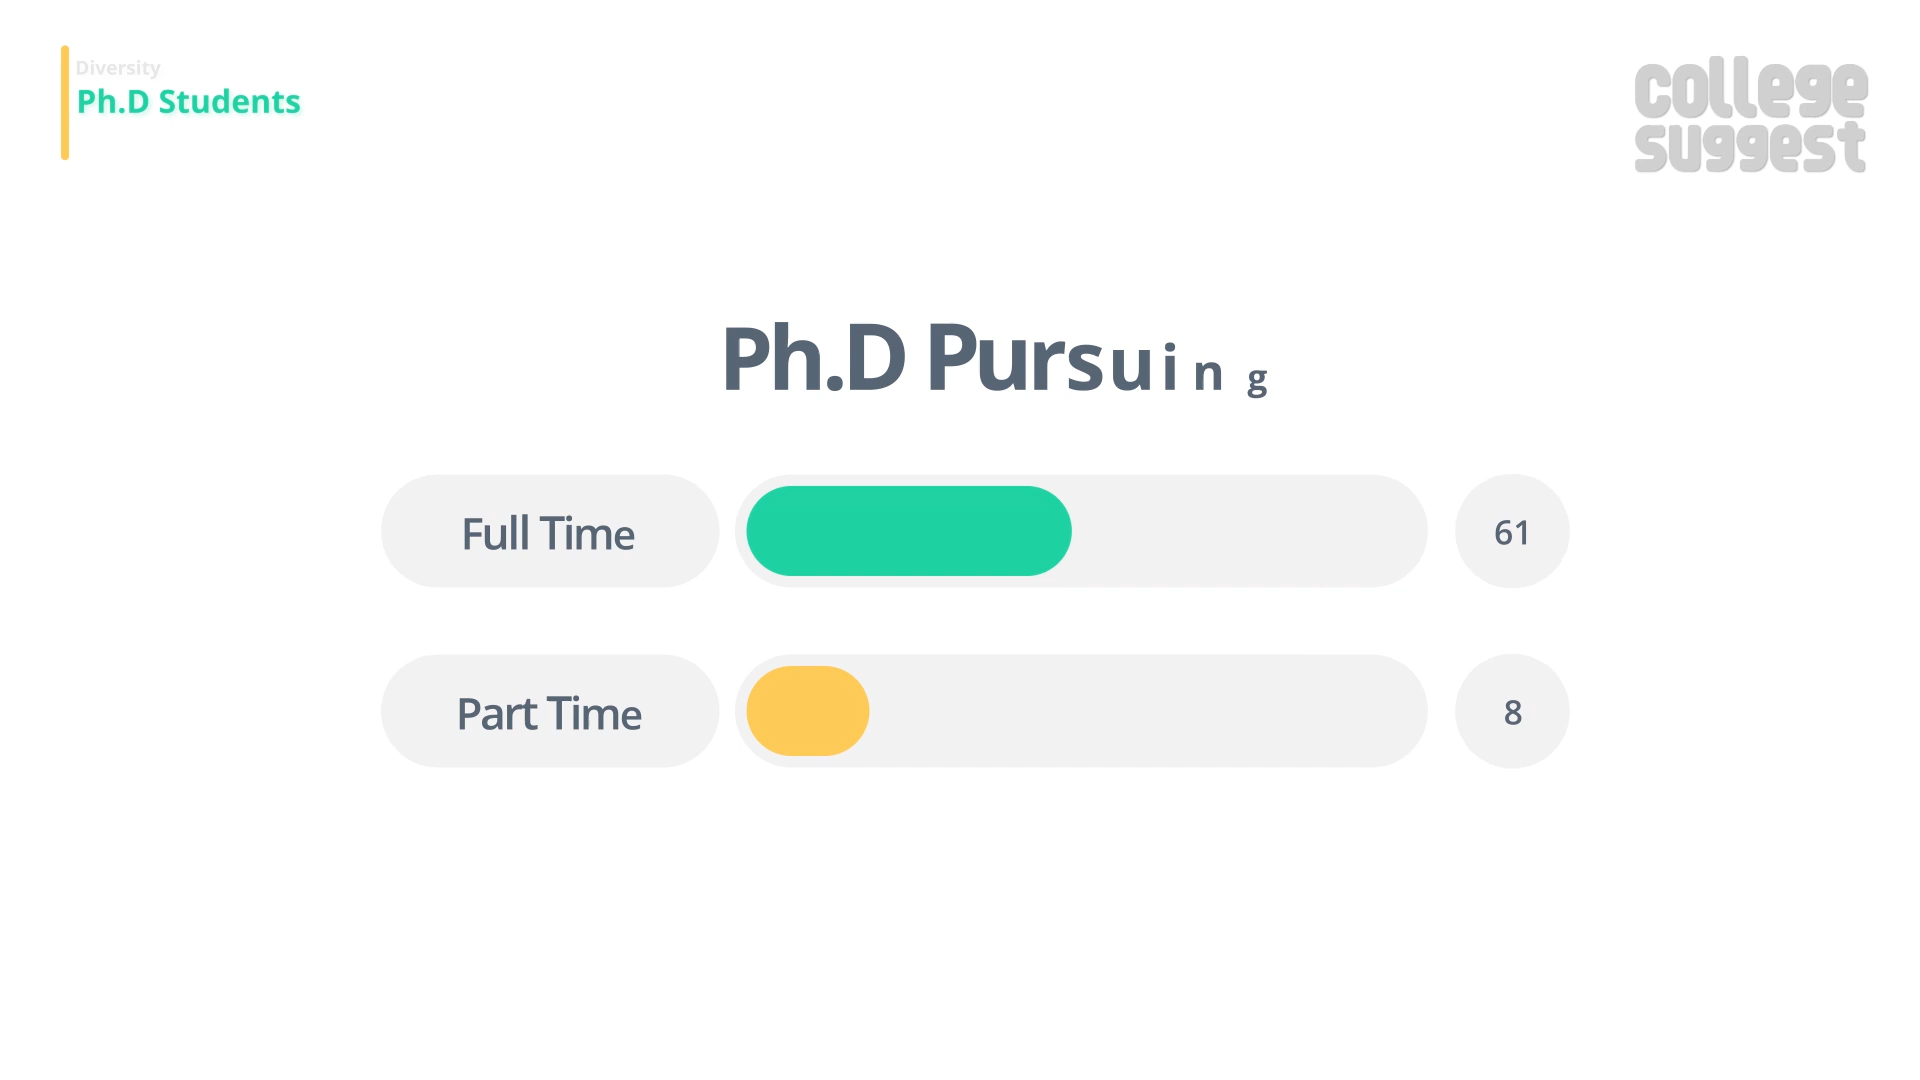 Diversity
Ph.D Students
college
suggest
Ph.D Pursuing
Full Time
61
Part Time
8